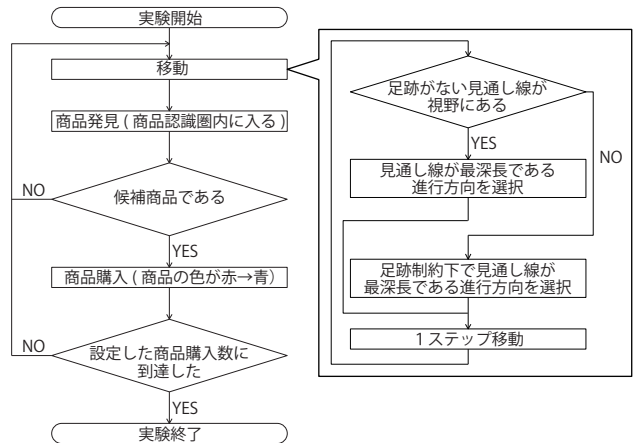 実験開始
移動
商品発見 ( 商品認識圏内に入る )
NO
候補商品である
YES
商品購入 ( 商品の色が赤→青）
NO
設定した商品購入数に
到達した
YES
実験終了
足跡がない見通し線が
視野にある
YES
NO
見通し線が最深長である
進行方向を選択
足跡制約下で見通し線が
最深長である進行方向を選択
1 ステップ移動